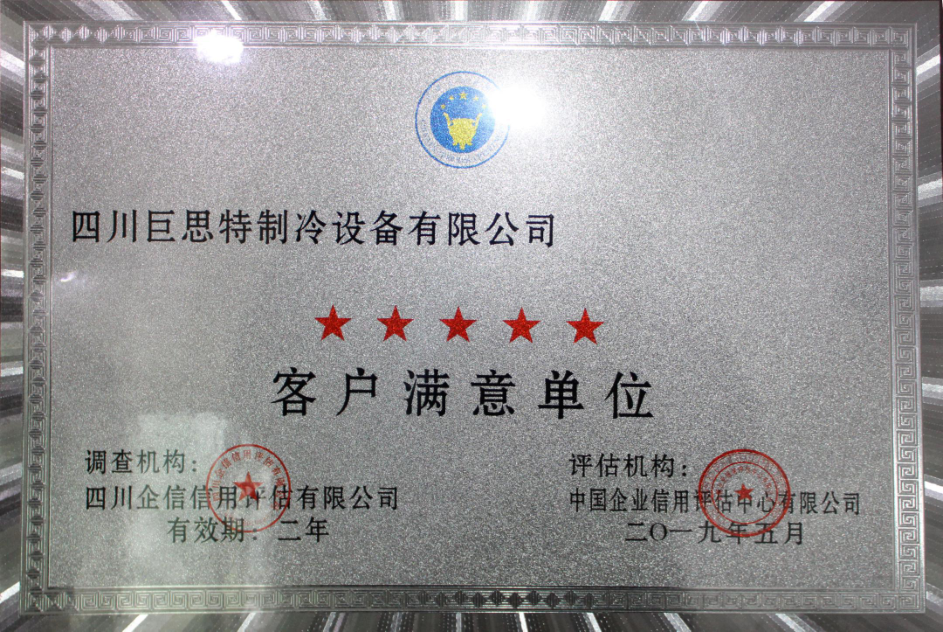 四川巨思特制冷设备有限公司
★★★★★
客户满意单位
调查机构：
四川企信信用评估有限公司
有效期：二年
评估机构：
中国企业信用评估中心有限公司
二〇一九年五月